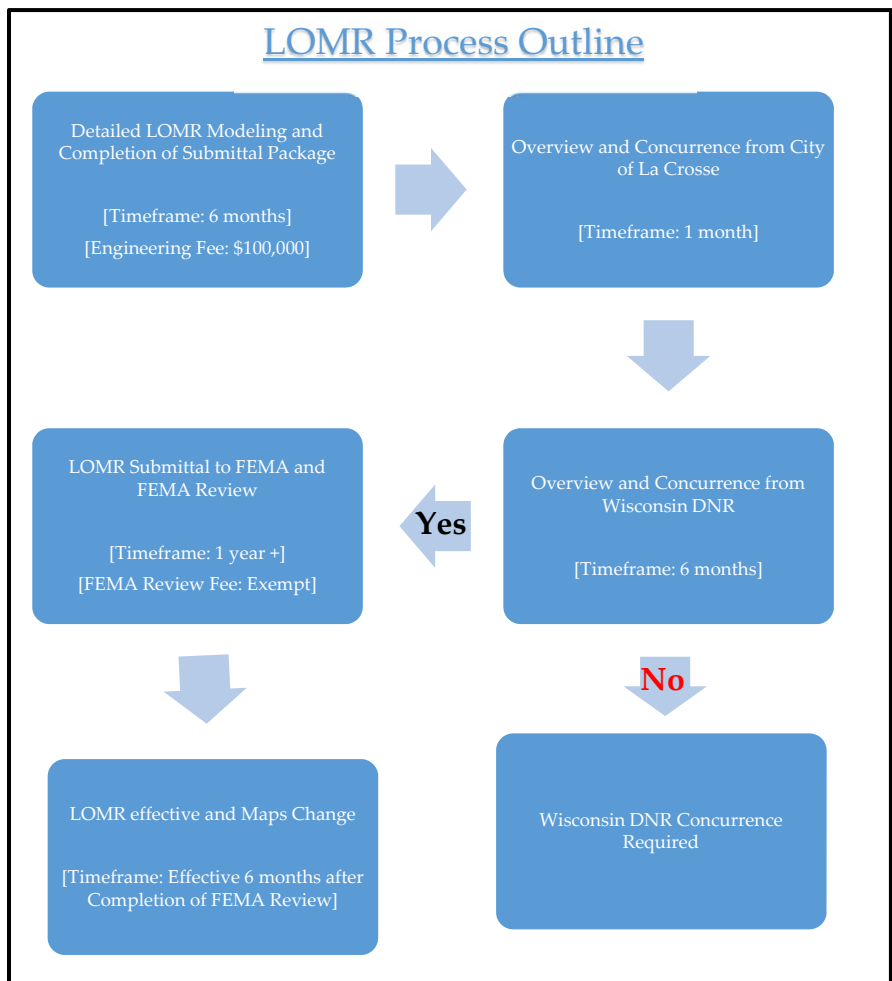 LOMR Process Outline
Detailed LOMR Modeling and
Completion of Submittal Package
[Timeframe: 6 months]
[Engineering Fee: $100,000]
Overview and Concurrence from City
of La Crosse
[Timeframe: 1 month]
Overview and Concurrence from
Wisconsin DNR
[Timeframe: 6 months]
Yes
LOMR Submittal to FEMA and
FEMA Review
[Timeframe: 1 year +]
[FEMA Review Fee: Exempt]
No
LOMR effective and Maps Change
[Timeframe: Effective 6 months after
Completion of FEMA Review]
Wisconsin DNR Concurrence
Required